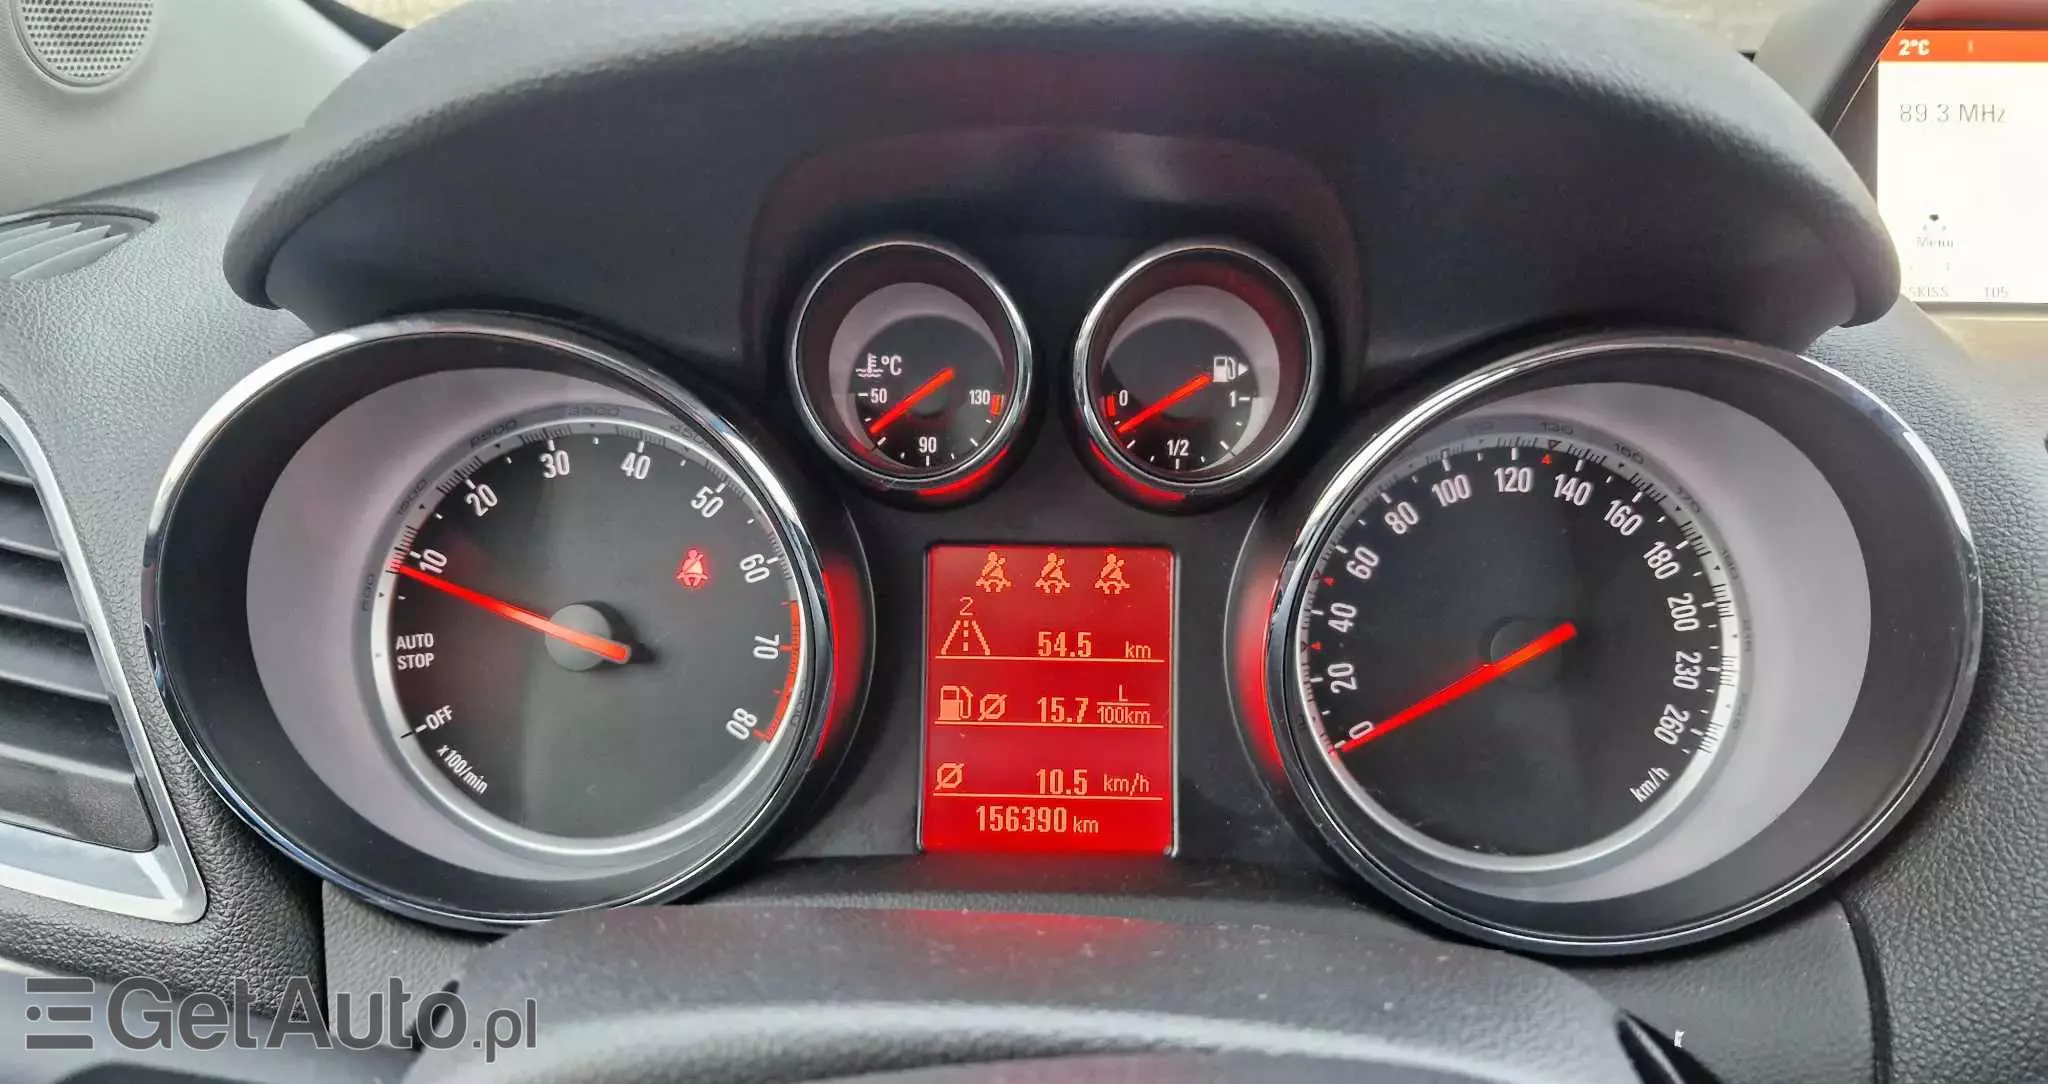 2°C
89.3 MHz
Menu
°C
50
90
130
0
1/2
1
OFF
AUTO
STOP
10
20
30
40
50
60
70
80
x100/min
2
54.5 km
15.7 L/100km
10.5 km/h
156390 km
0
20
40
60
80
100
120
140
160
180
200
230
260
km/h
GetAuto.pl